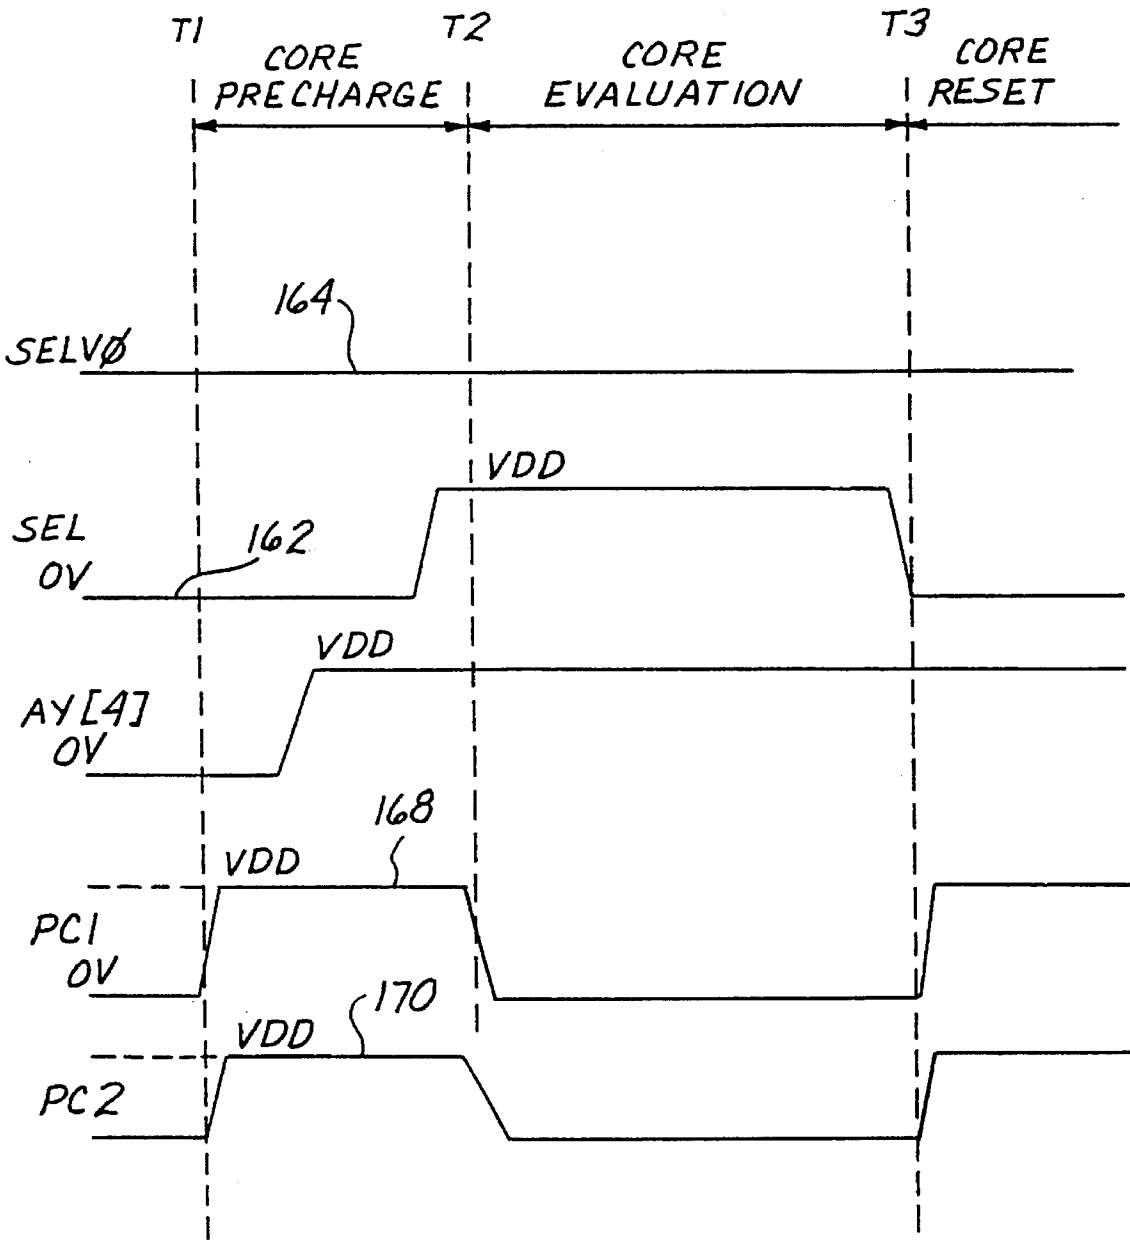 T1
T2
T3
CORE
PRECHARGE
CORE
EVALUATION
CORE
RESET
164
SELVØ
VDD
SEL
0V
162
VDD
AY[4]
0V
168
VDD
PC1
0V
170
VDD
PC2